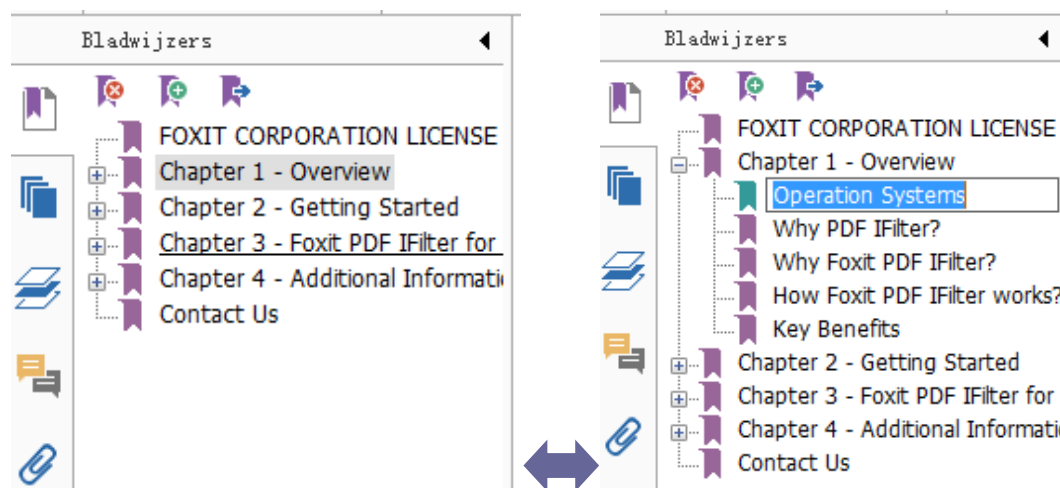 Bladwijzers
FOXIT CORPORATION LICENSE
Chapter 1 - Overview
Chapter 2 - Getting Started
Chapter 3 - Foxit PDF IFilter for
Chapter 4 - Additional Informati
Contact Us
Bladwijzers
FOXIT CORPORATION LICENSE
Chapter 1 - Overview
Operation Systems
Why PDF IFilter?
Why Foxit PDF IFilter?
How Foxit PDF IFilter works?
Key Benefits
Chapter 2 - Getting Started
Chapter 3 - Foxit PDF IFilter for
Chapter 4 - Additional Informati
Contact Us